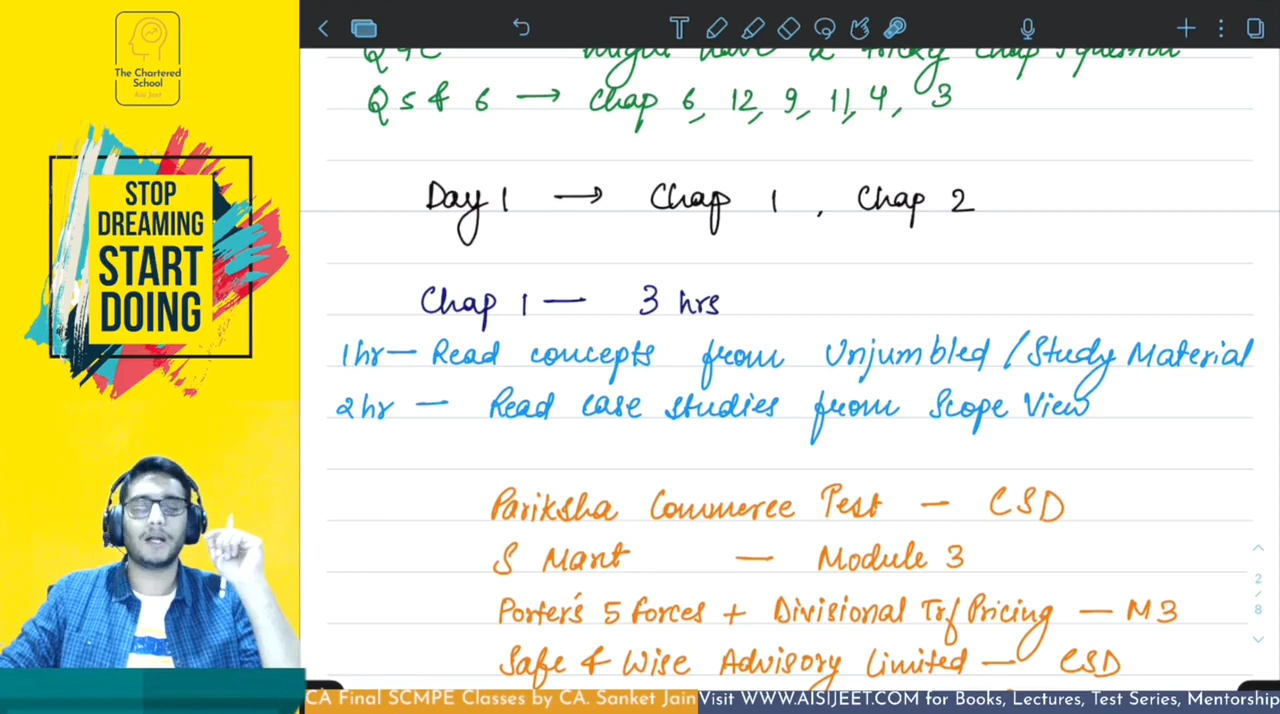 The Chartered
School
Asis Jeet
STOP
DREAMING
START
DOING
Q 5 & 6 → Chap 6, 12, 9, 11, 4, 3
Day 1 → Chap 1, Chap 2
Chap 1 — 3 hrs
1hr — Read concepts from Unjumbled / Study Material
2hr — Read case studies from Scope View
Pariksha Commerce Test — CSD
S Mart — Module 3
Porter's 5 Forces + Divisional Trf Pricing — M3
Safe & Wise Advisory Limited — CSD
2
/
8
CA Final SCMPE Classes by CA. Sanket Jain
Visit WWW.AISIJEET.COM for Books, Lectures, Test Series, Mentorship